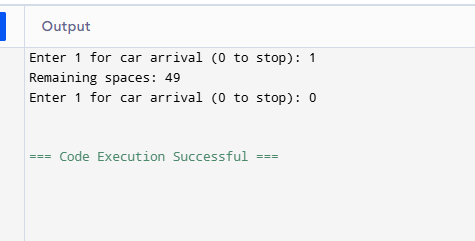 Output
Enter 1 for car arrival (0 to stop): 1
Remaining spaces: 49
Enter 1 for car arrival (0 to stop): 0
=== Code Execution Successful ===